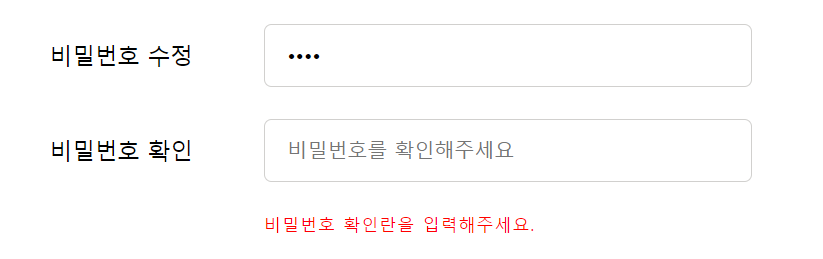 비밀번호 수정
••••
비밀번호 확인
비밀번호를 확인해주세요
비밀번호 확인란을 입력해주세요.